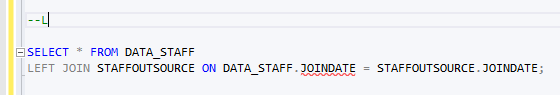 --L
SELECT * FROM DATA_STAFF
LEFT JOIN STAFFOUTSOURCE ON DATA_STAFF.JOINDATE = STAFFOUTSOURCE.JOINDATE;